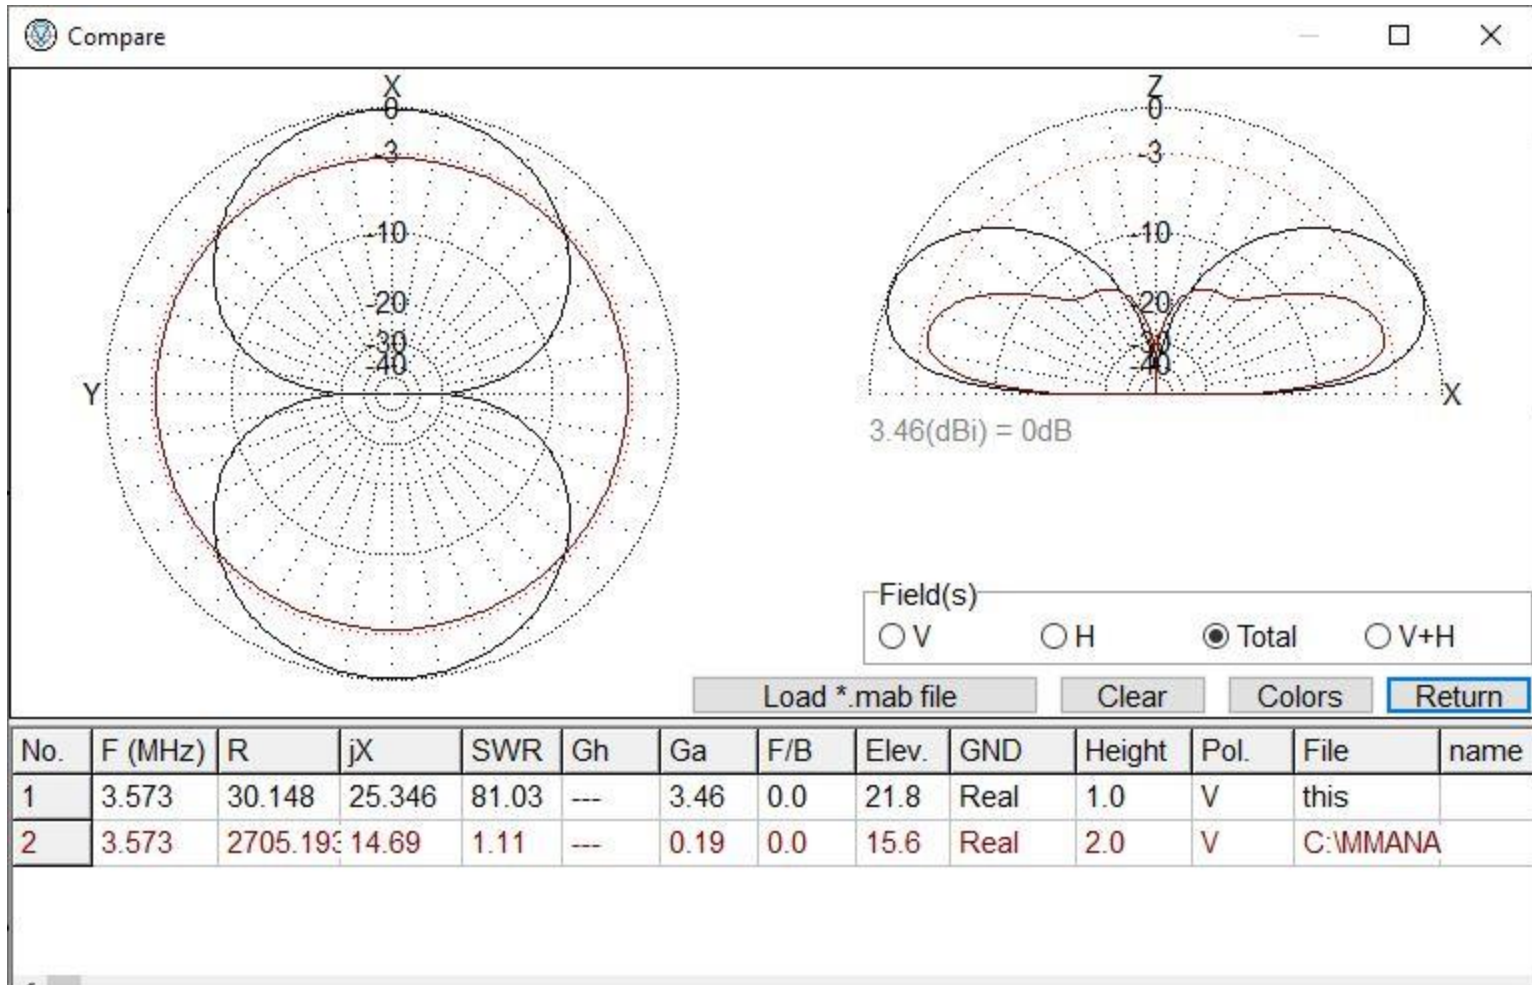 Compare
X
0
-3
-10
-20
-30
-40
Y
Z
0
-3
-10
-20
-30
-40
X
3.46(dBi) = 0dB
Field(s)
V H Total V+H
Load *.mab file Clear Colors Return
No. F (MHz) R jX SWR Gh Ga F/B Elev. GND Height Pol. File name
1 3.573 30.148 25.346 81.03 --- 3.46 0.0 21.8 Real 1.0 V this
2 3.573 2705.193 14.69 1.11 --- 0.19 0.0 15.6 Real 2.0 V C:\MMANA